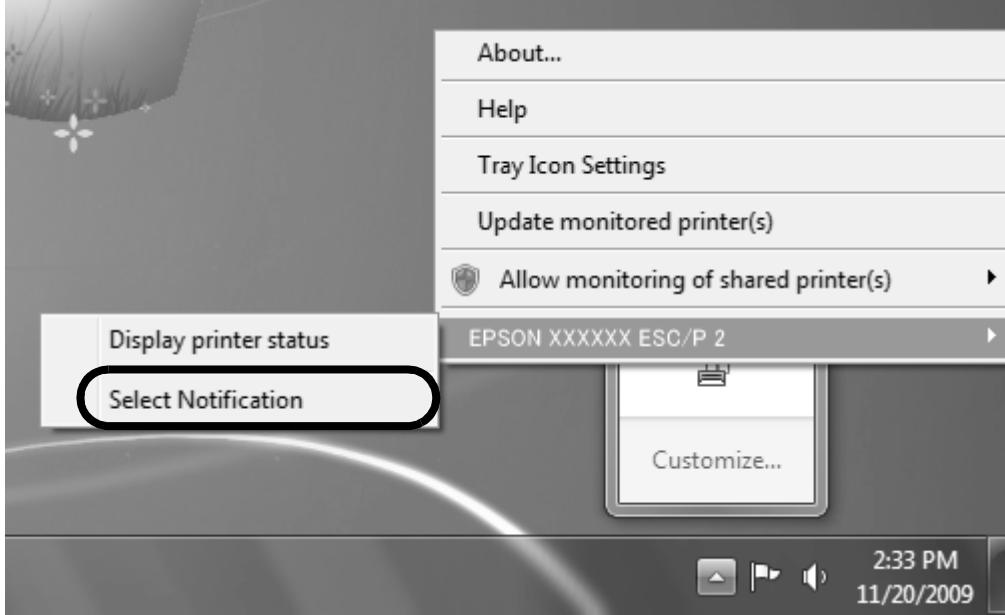 About...
Help
Tray Icon Settings
Update monitored printer(s)
Allow monitoring of shared printer(s)
EPSON XXXXXX ESC/P 2
Display printer status
Select Notification
Customize...
2:33 PM
11/20/2009